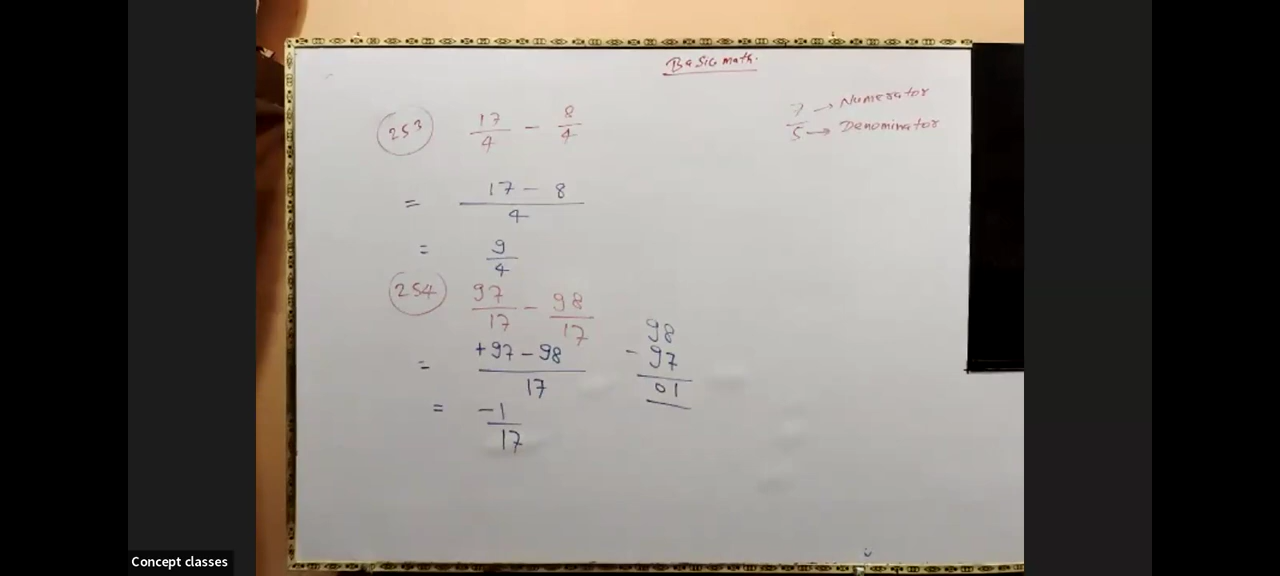 Basic math.
7 → Numerator
5 → Denominator
253 17/4 - 8/4
= 17 - 8 / 4
= 9/4
254 97/17 - 98/17
= +97 - 98 / 17
= -1/17
98
- 97
01
Concept classes